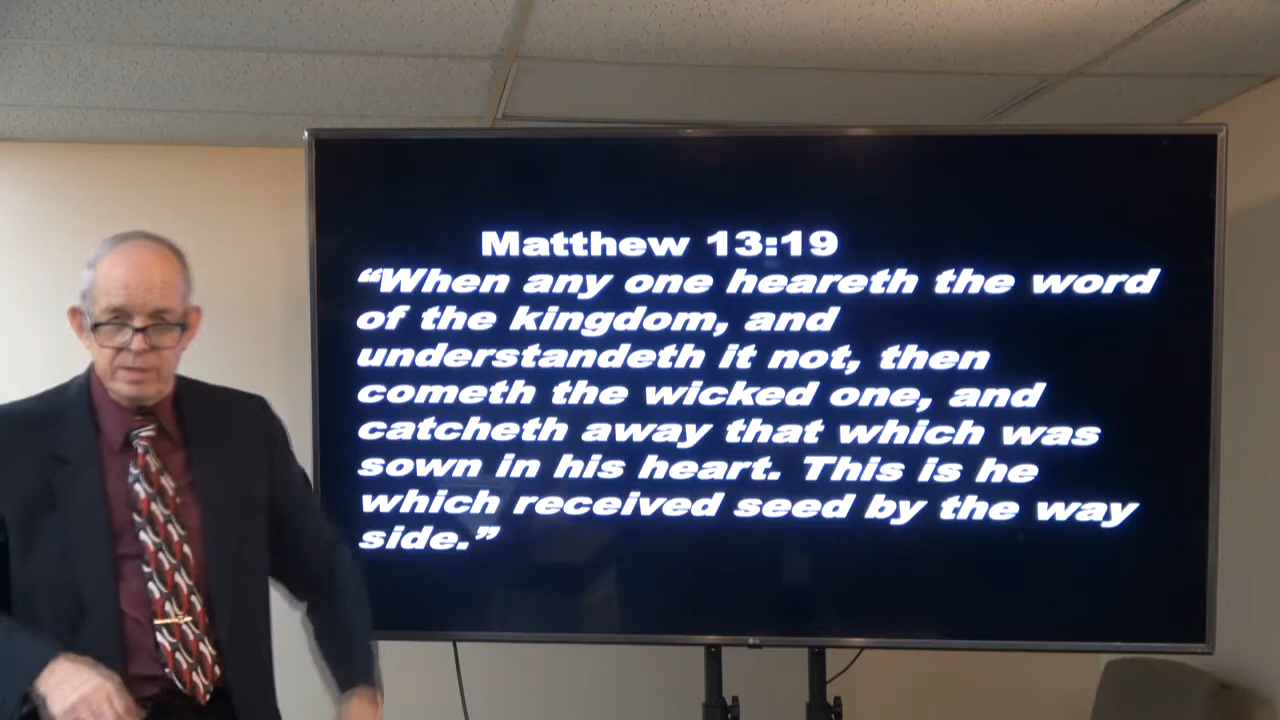 Matthew 13:19
“When any one heareth the word
of the kingdom, and
understandeth it not, then
cometh the wicked one, and
catcheth away that which was
sown in his heart. This is he
which received seed by the way
side.”
LG